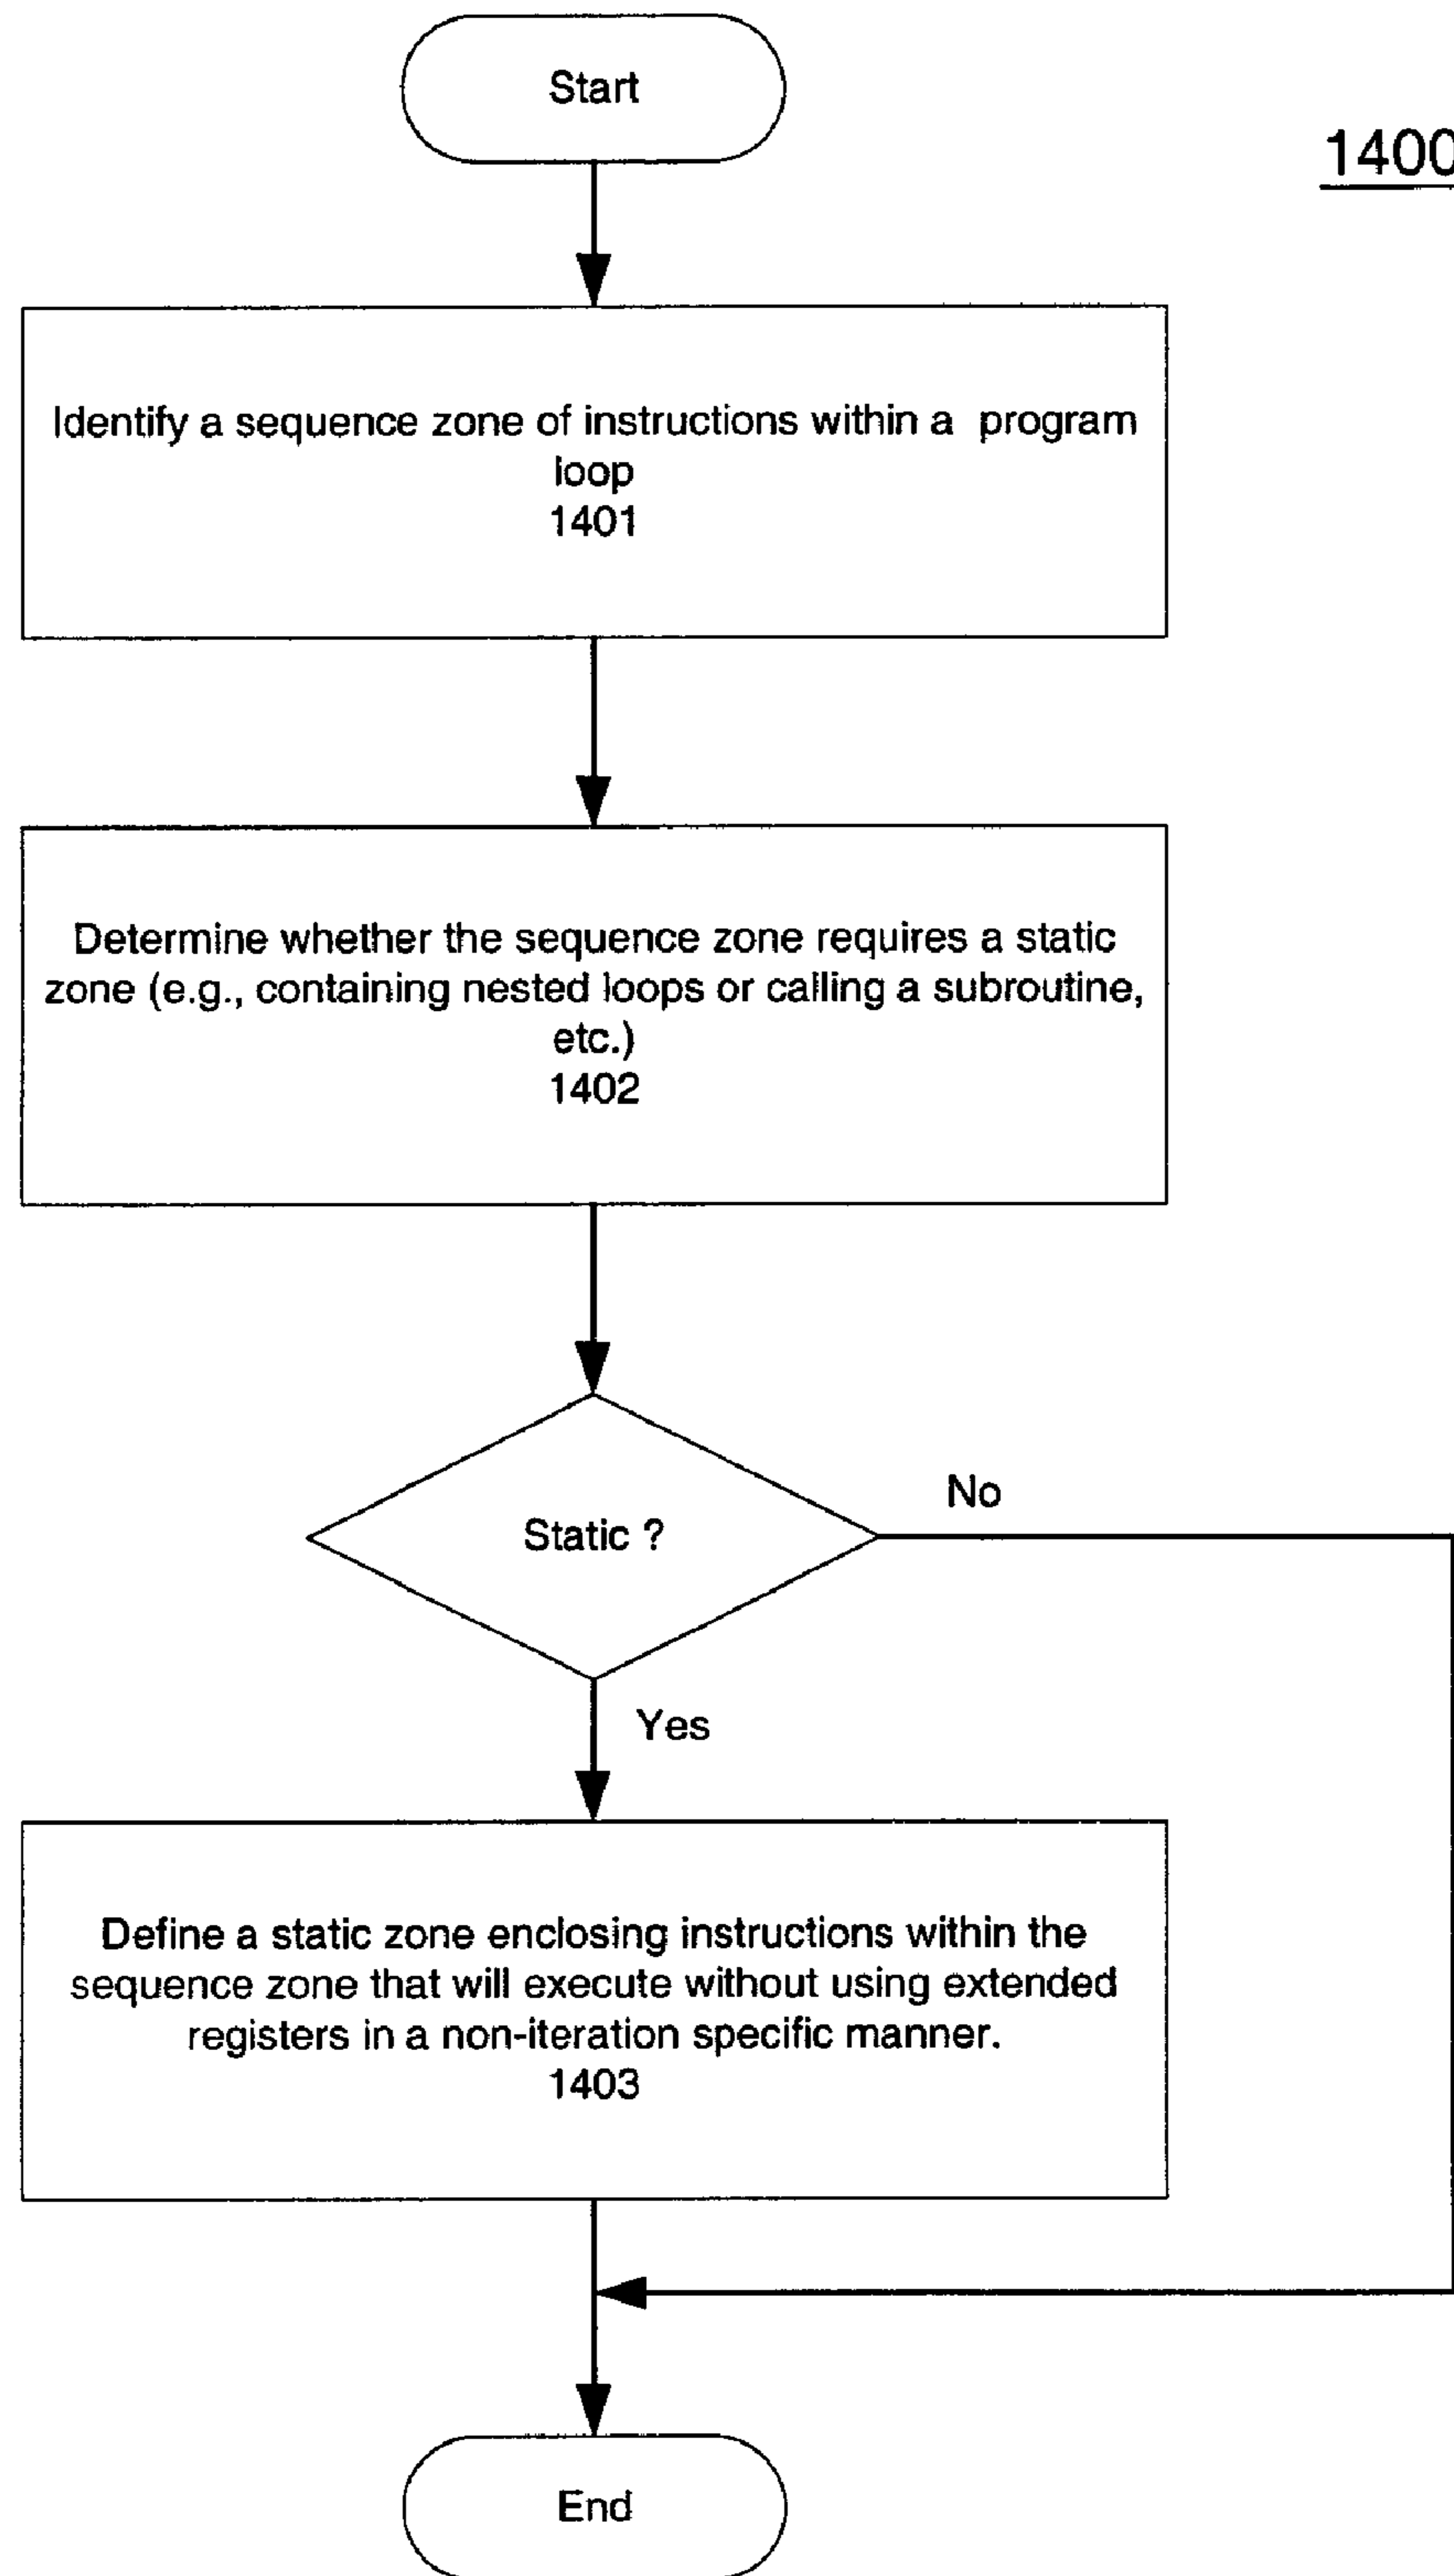 Start
1400
Identify a sequence zone of instructions within a program
loop
1401
Determine whether the sequence zone requires a static
zone (e.g., containing nested loops or calling a subroutine,
etc.)
1402
Static ?
No
Yes
Define a static zone enclosing instructions within the
sequence zone that will execute without using extended
registers in a non-iteration specific manner.
1403
End